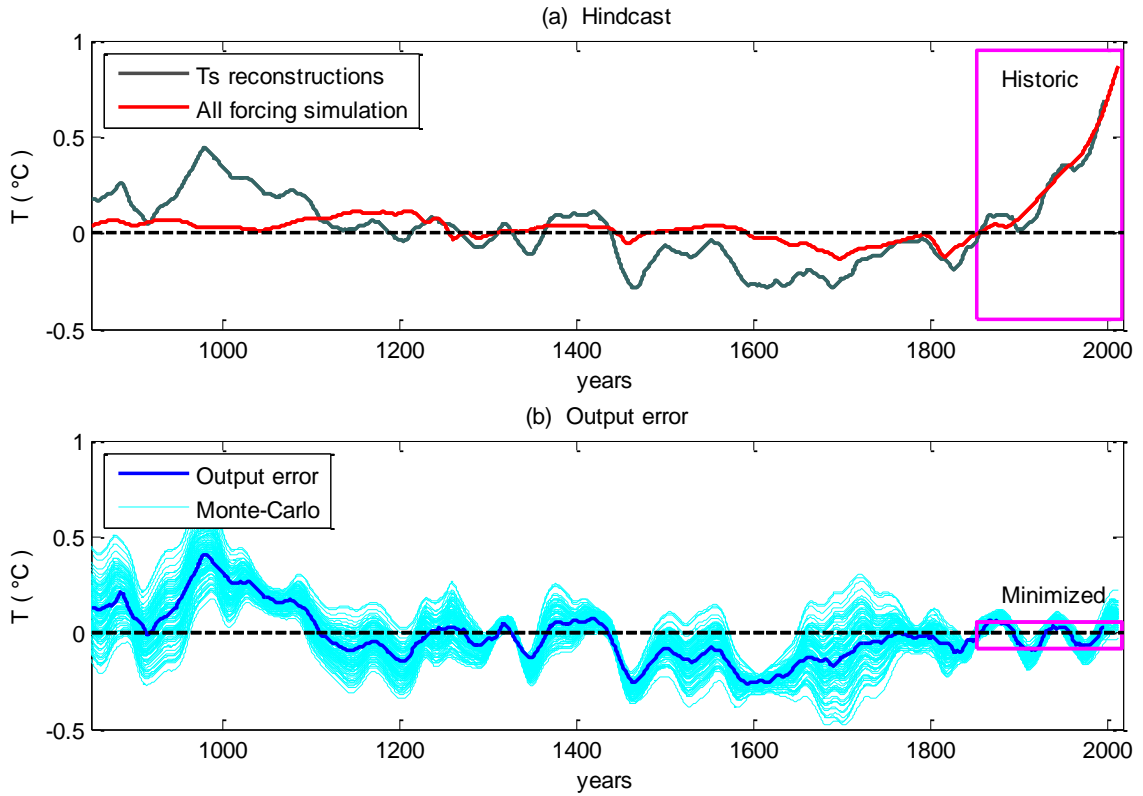 (a) Hindcast
1
0.5
0
-0.5
T ( °C )
Ts reconstructions
All forcing simulation
Historic
1000 1200 1400 1600 1800 2000
years
(b) Output error
1
0.5
0
-0.5
T ( °C )
Output error
Monte-Carlo
Minimized
1000 1200 1400 1600 1800 2000
years